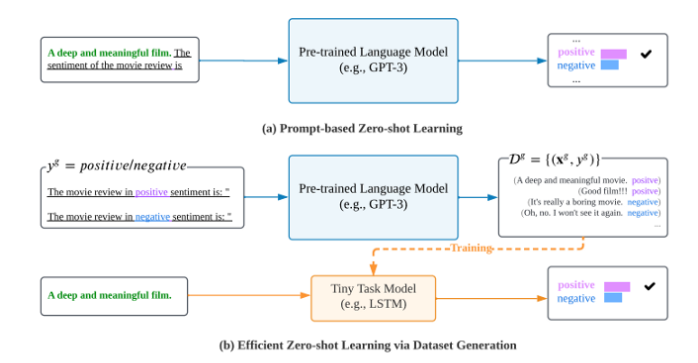 A deep and meaningful film. The
sentiment of the movie review is
Pre-trained Language Model
(e.g., GPT-3)
...
positive
negative
...
(a) Prompt-based Zero-shot Learning
y^g = positive/negative
The movie review in positive sentiment is: "
The movie review in negative sentiment is: "
Pre-trained Language Model
(e.g., GPT-3)
D^g = {(x^g, y^g)}
(A deep and meaningful movie. positve)
(Good film!!! positve)
(It's really a boring movie. negative)
(Oh, no. I won't see it again. negative)
...
Training
A deep and meaningful film.
Tiny Task Model
(e.g., LSTM)
positive
negative
(b) Efficient Zero-shot Learning via Dataset Generation